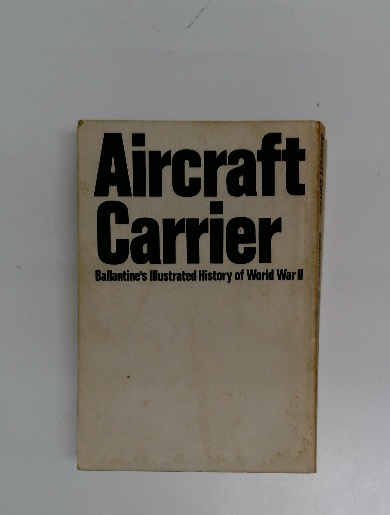 Aircraft
Carrier
Ballantine's Illustrated History of World War II